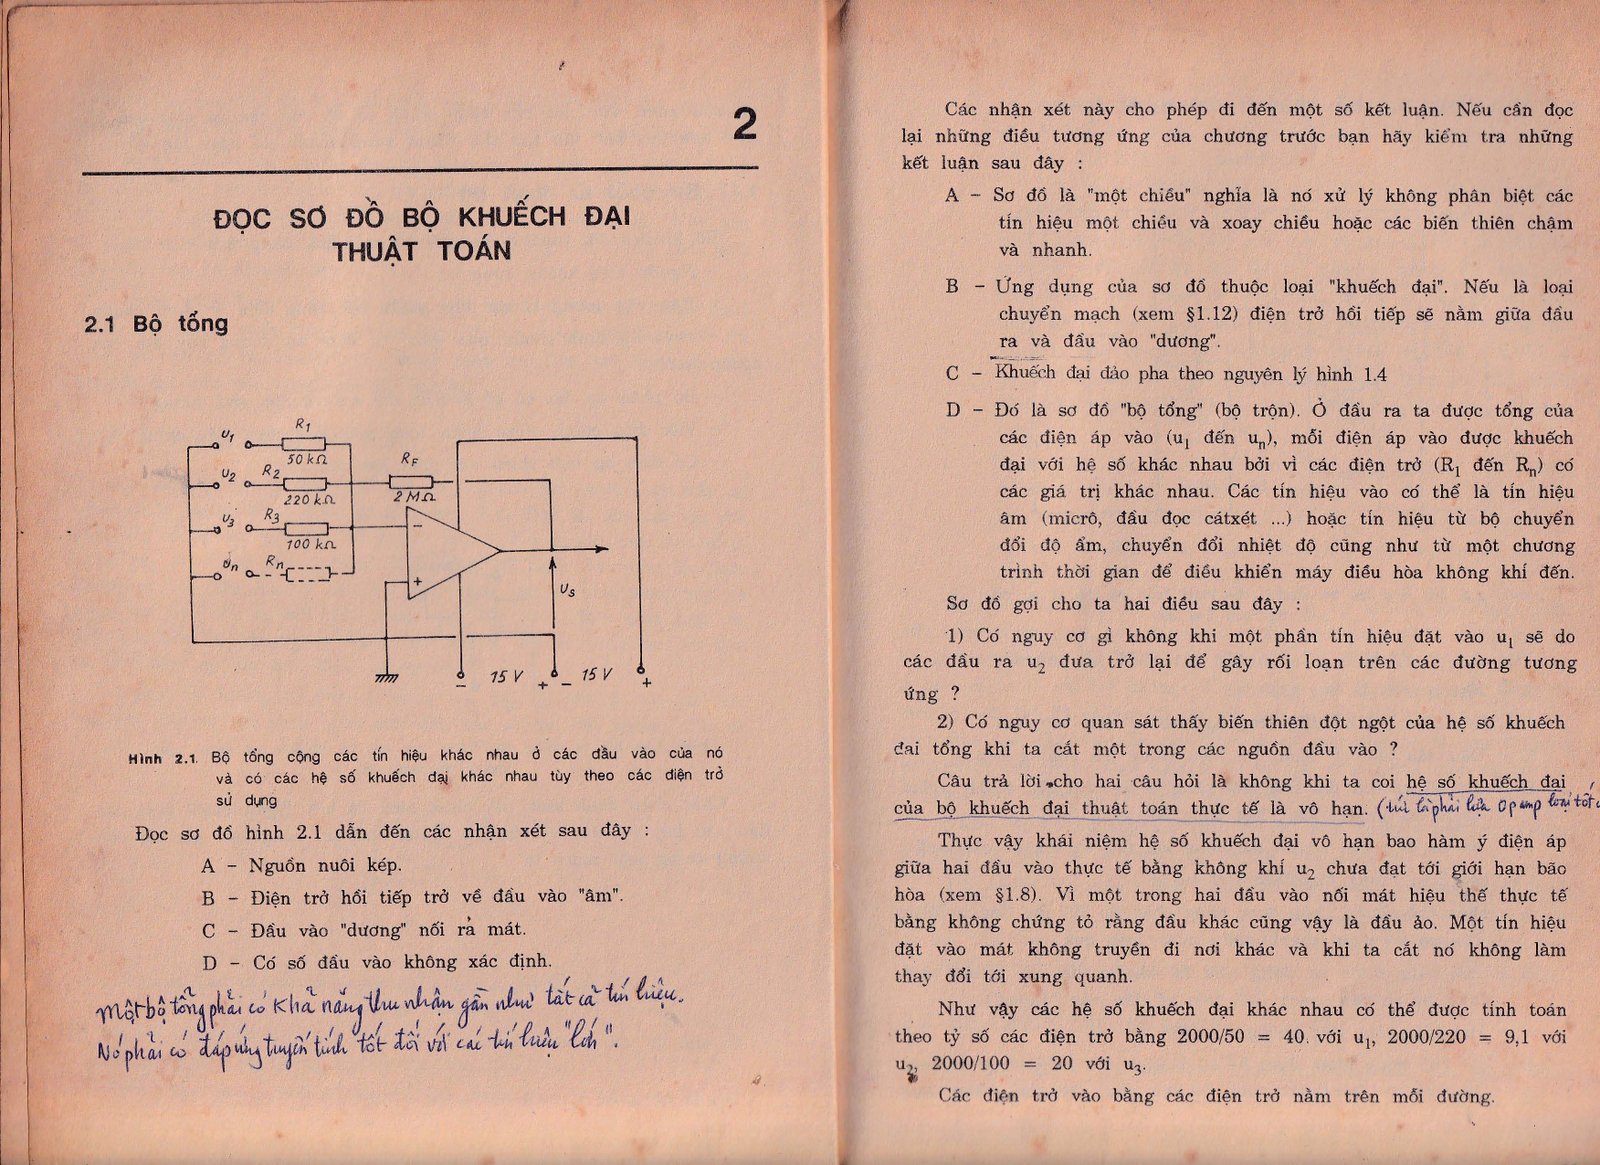 2
ĐỌC SƠ ĐỒ BỘ KHUẾCH ĐẠI
THUẬT TOÁN
2.1 Bộ tổng
u1 R1
50 kΩ
u2 R2
220 kΩ
RF
2 MΩ
u3 R3
100 kΩ
un Rn
−
+
us
− 15 V + − 15 V +
Hình 2.1. Bộ tổng cộng các tín hiệu khác nhau ở các đầu vào của nó
và có các hệ số khuếch đại khác nhau tùy theo các điện trở
sử dụng
Đọc sơ đồ hình 2.1 dẫn đến các nhận xét sau đây :
A – Nguồn nuôi kép.
B – Điện trở hồi tiếp trở về đầu vào "âm".
C – Đầu vào "dương" nối rả mát.
D – Có số đầu vào không xác định.
Một bộ tổng phải có khả năng thu nhận gần như tất cả tín hiệu.
Nó phải có đáp ứng tuyến tính tốt đối với các tín hiệu "lớn".
Các nhận xét này cho phép đi đến một số kết luận. Nếu cần đọc
lại những điều tương ứng của chương trước bạn hãy kiểm tra những
kết luận sau đây :
A – Sơ đồ là "một chiều" nghĩa là nó xử lý không phân biệt các
tín hiệu một chiều và xoay chiều hoặc các biến thiên chậm
và nhanh.
B – Ứng dụng của sơ đồ thuộc loại "khuếch đại". Nếu là loại
chuyển mạch (xem §1.12) điện trở hồi tiếp sẽ nằm giữa đầu
ra và đầu vào "dương".
C – Khuếch đại đảo pha theo nguyên lý hình 1.4
D – Đó là sơ đồ "bộ tổng" (bộ trộn). Ở đầu ra ta được tổng của
các điện áp vào (u1 đến un), mỗi điện áp vào được khuếch
đại với hệ số khác nhau bởi vì các điện trở (R1 đến Rn) có
các giá trị khác nhau. Các tín hiệu vào có thể là tín hiệu
âm (micrô, đầu đọc cátxét ...) hoặc tín hiệu từ bộ chuyển
đổi độ ẩm, chuyển đổi nhiệt độ cũng như từ một chương
trình thời gian để điều khiển máy điều hòa không khí đến.
Sơ đồ gợi cho ta hai điều sau đây :
1) Có nguy cơ gì không khi một phần tín hiệu đặt vào u1 sẽ do
các đầu ra u2 đưa trở lại để gây rối loạn trên các đường tương
ứng ?
2) Có nguy cơ quan sát thấy biến thiên đột ngột của hệ số khuếch
đại tổng khi ta cắt một trong các nguồn đầu vào ?
Câu trả lời cho hai câu hỏi là không khi ta coi hệ số khuếch đại
của bộ khuếch đại thuật toán thực tế là vô hạn. (tức là phải lựa Opamp loại tốt
Thực vậy khái niệm hệ số khuếch đại vô hạn bao hàm ý điện áp
giữa hai đầu vào thực tế bằng không khí u2 chưa đạt tới giới hạn bão
hòa (xem §1.8). Vì một trong hai đầu vào nối mát hiệu thế thực tế
bằng không chứng tỏ rằng đầu khác cũng vậy là đầu ảo. Một tín hiệu
đặt vào mát không truyền đi nơi khác và khi ta cắt nó không làm
thay đổi tới xung quanh.
Như vậy các hệ số khuếch đại khác nhau có thể được tính toán
theo tỷ số các điện trở bằng 2000/50 = 40. với u1, 2000/220 = 9,1 với
u2, 2000/100 = 20 với u3.
Các điện trở vào bằng các điện trở nằm trên mỗi đường.